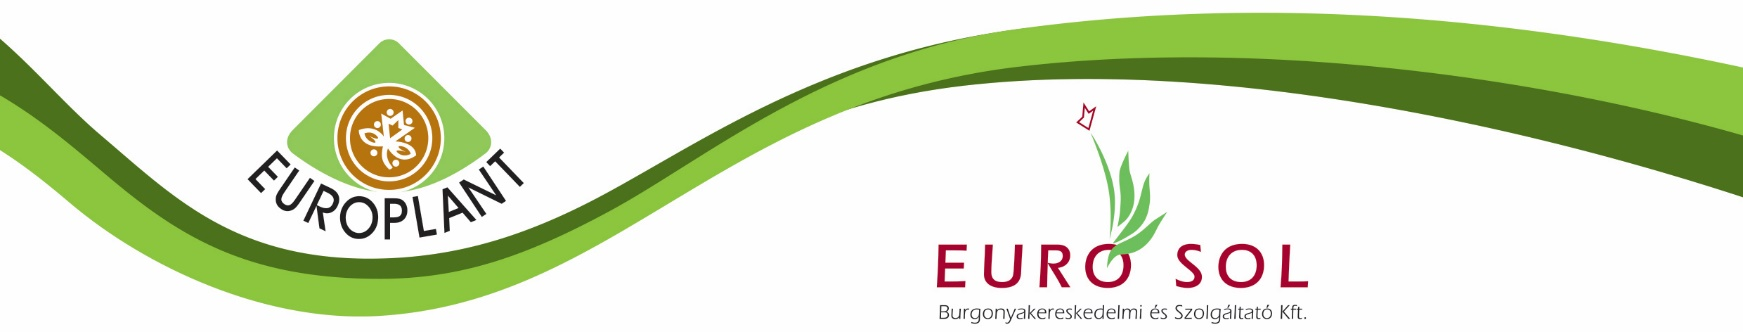 EUROPLANT
EURO SOL
Burgonyakereskedelmi és Szolgáltató Kft.